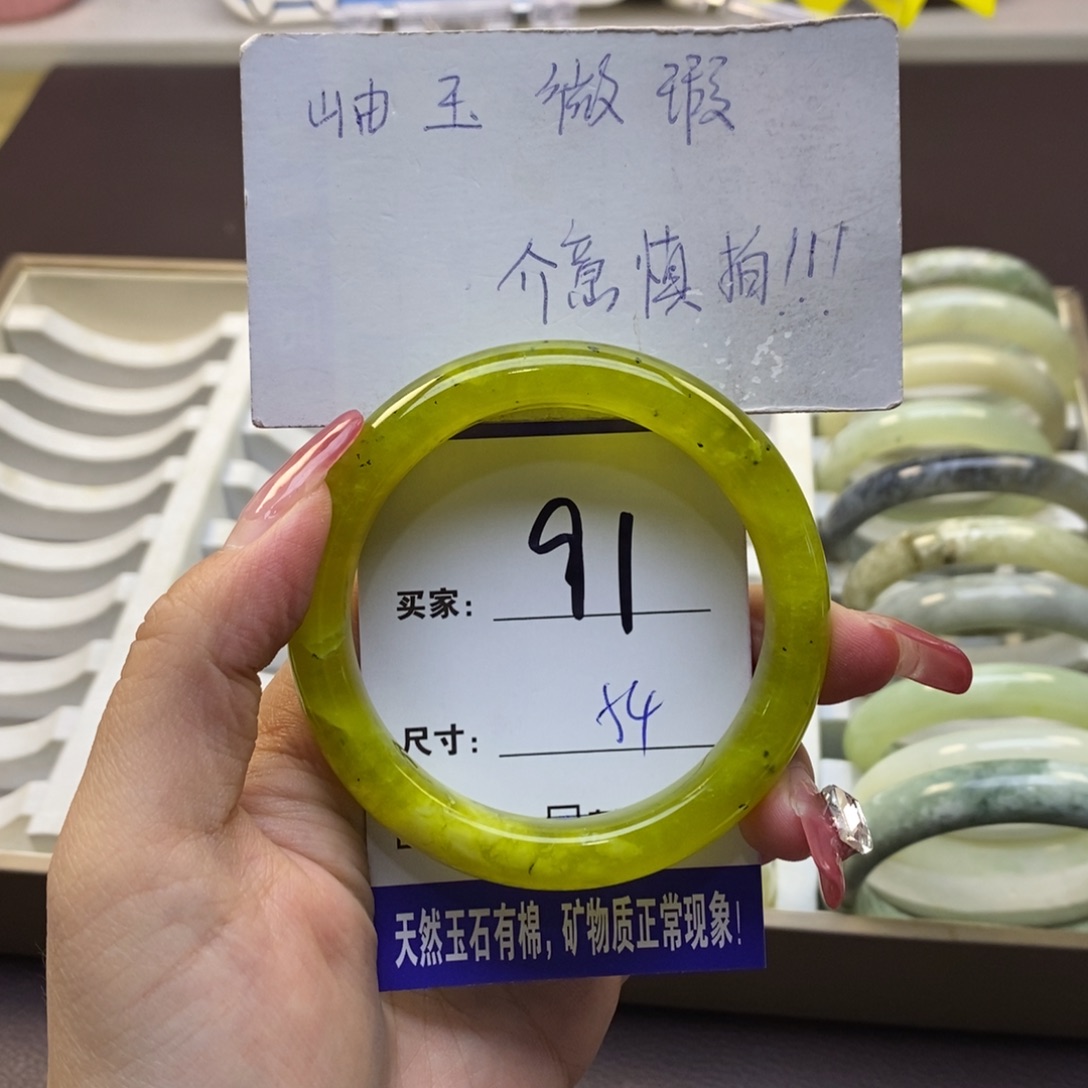 岫玉 微瑕
介意慎拍!!!
买家: 91
尺寸: 54
天然玉石有棉,矿物质正常现象!